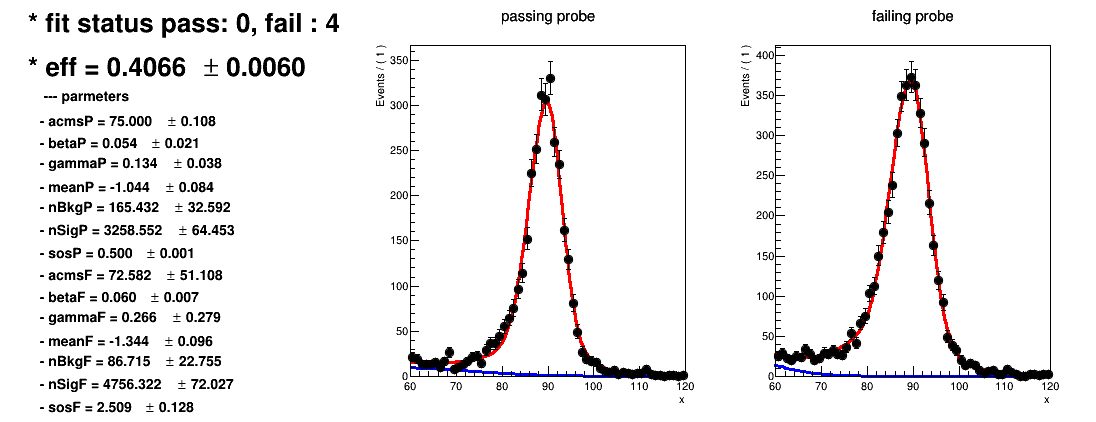 * fit status pass: 0, fail : 4
* eff = 0.4066 ± 0.0060
--- parmeters
- acmsP = 75.000 ± 0.108
- betaP = 0.054 ± 0.021
- gammaP = 0.134 ± 0.038
- meanP = -1.044 ± 0.084
- nBkgP = 165.432 ± 32.592
- nSigP = 3258.552 ± 64.453
- sosP = 0.500 ± 0.001
- acmsF = 72.582 ± 51.108
- betaF = 0.060 ± 0.007
- gammaF = 0.266 ± 0.279
- meanF = -1.344 ± 0.096
- nBkgF = 86.715 ± 22.755
- nSigF = 4756.322 ± 72.027
- sosF = 2.509 ± 0.128
passing probe
Events / ( 1 )
350
300
250
200
150
100
50
0
60 70 80 90 100 110 120
x
failing probe
Events / ( 1 )
400
350
300
250
200
150
100
50
0
60 70 80 90 100 110 120
x